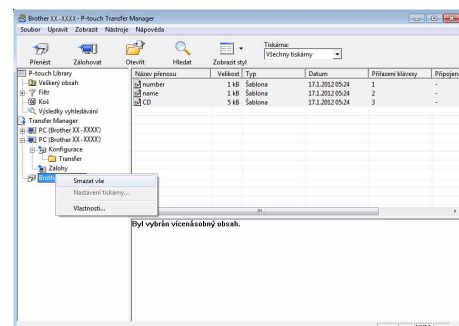 Brother XX-XXXX - P-touch Transfer Manager
Soubor Upravit Zobrazit Nástroje Nápověda
Přenést Zálohovat Otevřít Hledat Zobrazit styl
Tiskárna:
Všechny tiskárny
P-touch Library
Veškerý obsah
Filtr
Koš
Výsledky vyhledávání
Transfer Manager
PC (Brother XX-XXXX)
PC (Brother XX-XXXX)
Konfigurace
Transfer
Zálohy
Smazat vše
Nastavení tiskárny...
Vlastnosti...
Název přenosu Velikost Typ Datum Přiřazení klávesy Připojen
number 1 kB Šablona 17.1.2012 05:24 1 -
name 1 kB Šablona 17.1.2012 05:24 2 -
CD 5 kB Šablona 17.1.2012 05:24 3 -
Byl vybrán vícenásobný obsah.